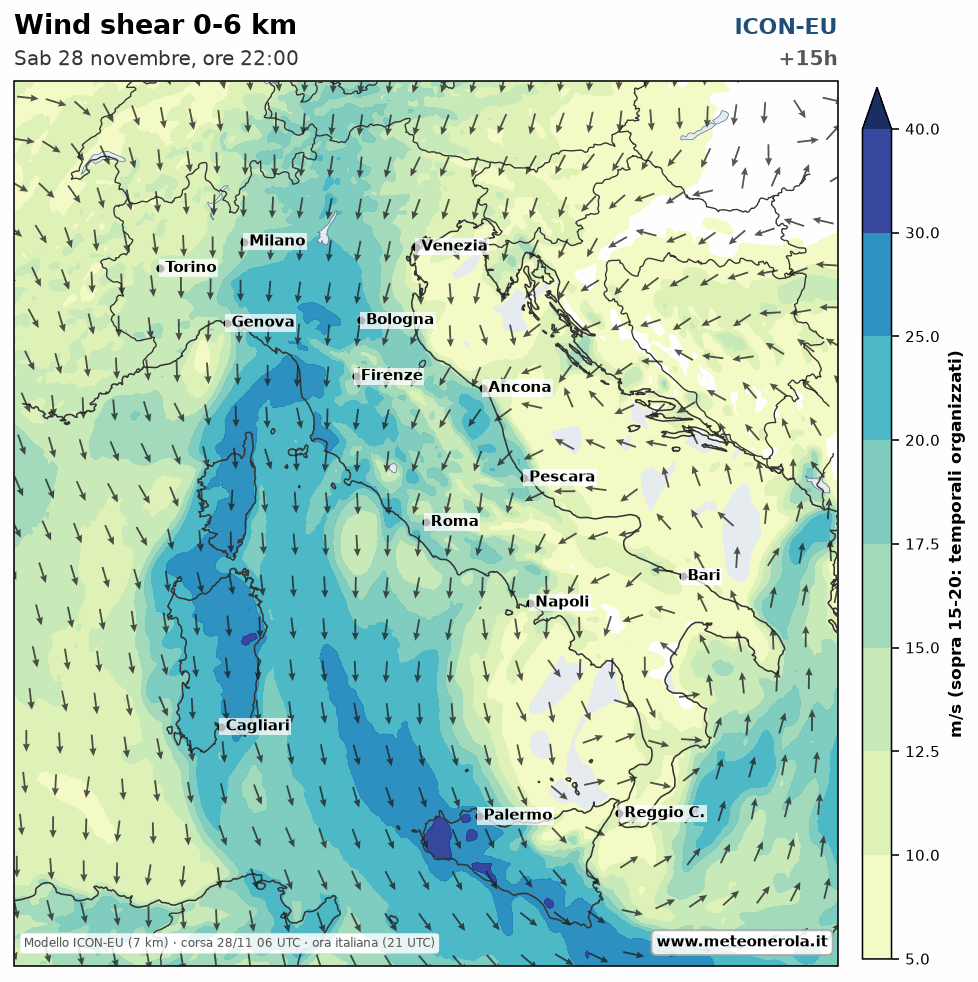 Wind shear 0-6 km
ICON-EU
Sab 28 novembre, ore 22:00
+15h
40.0
30.0
25.0
20.0
17.5
15.0
12.5
10.0
5.0
m/s (sopra 15-20: temporali organizzati)
Milano
Venezia
Torino
Genova
Bologna
Firenze
Ancona
Pescara
Roma
Bari
Napoli
Cagliari
Palermo
Reggio C.
Modello ICON-EU (7 km) · corsa 28/11 06 UTC · ora italiana (21 UTC)
www.meteonerola.it